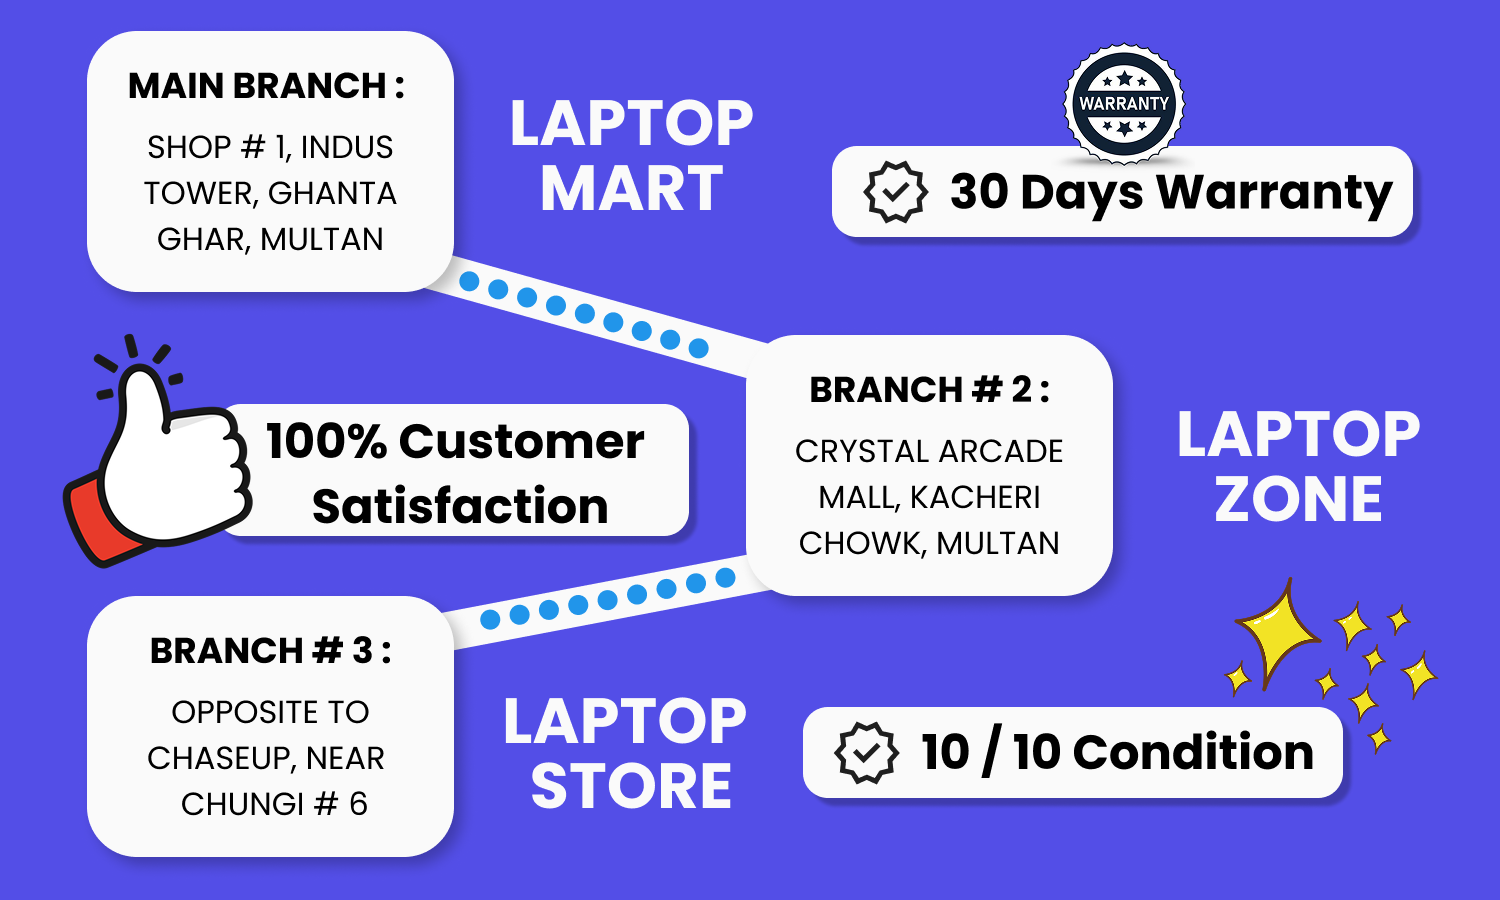 MAIN BRANCH :
SHOP # 1, INDUS
TOWER, GHANTA
GHAR, MULTAN
LAPTOP
MART
WARRANTY
30 Days Warranty
100% Customer
Satisfaction
BRANCH # 2 :
CRYSTAL ARCADE
MALL, KACHERI
CHOWK, MULTAN
LAPTOP
ZONE
BRANCH # 3 :
OPPOSITE TO
CHASEUP, NEAR
CHUNGI # 6
LAPTOP
STORE
10 / 10 Condition